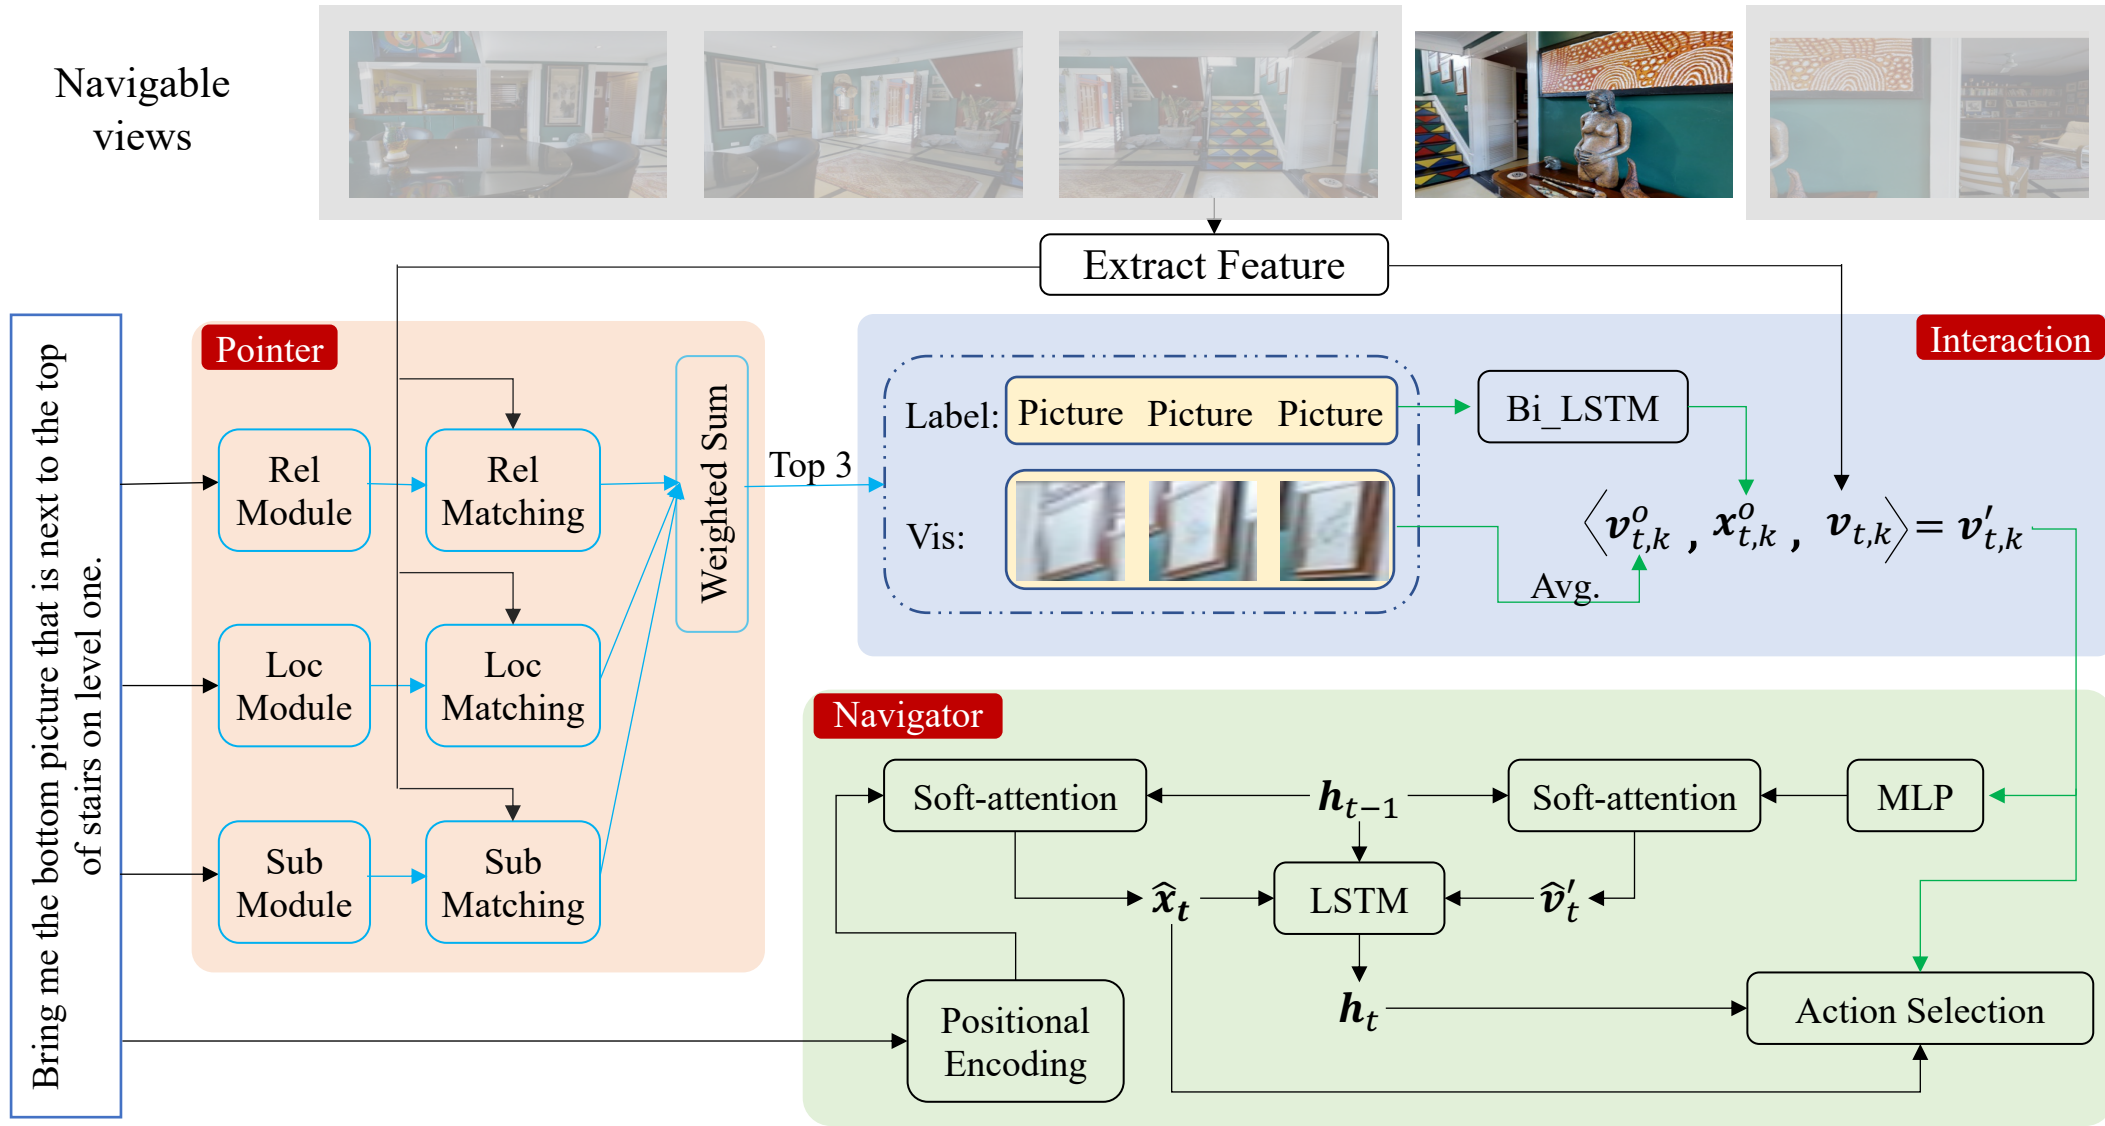 Navigable
views
Extract Feature
Bring me the bottom picture that is next to the top
of stairs on level one.
Pointer
Rel
Module
Rel
Matching
Loc
Module
Loc
Matching
Sub
Module
Sub
Matching
Weighted Sum
Top 3
Interaction
Label:
Picture Picture Picture
Bi_LSTM
Vis:
Avg.
⟨v^o_{t,k} , x^o_{t,k} , v_{t,k}⟩ = v'_{t,k}
Navigator
Soft-attention
h_{t−1}
Soft-attention
MLP
x̂_t
LSTM
v̂'_t
h_t
Positional
Encoding
Action Selection